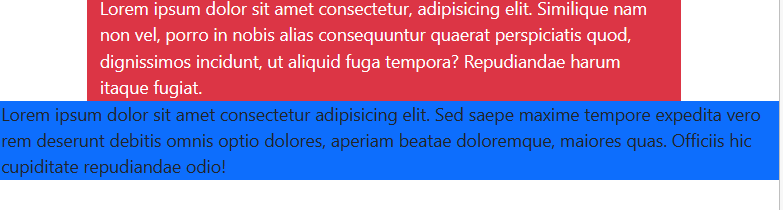 Lorem ipsum dolor sit amet consectetur, adipisicing elit. Similique nam
non vel, porro in nobis alias consequuntur quaerat perspiciatis quod,
dignissimos incidunt, ut aliquid fuga tempora? Repudiandae harum
itaque fugiat.
Lorem ipsum dolor sit amet consectetur adipisicing elit. Sed saepe maxime tempore expedita vero
rem deserunt debitis omnis optio dolores, aperiam beatae doloremque, maiores quas. Officiis hic
cupiditate repudiandae odio!